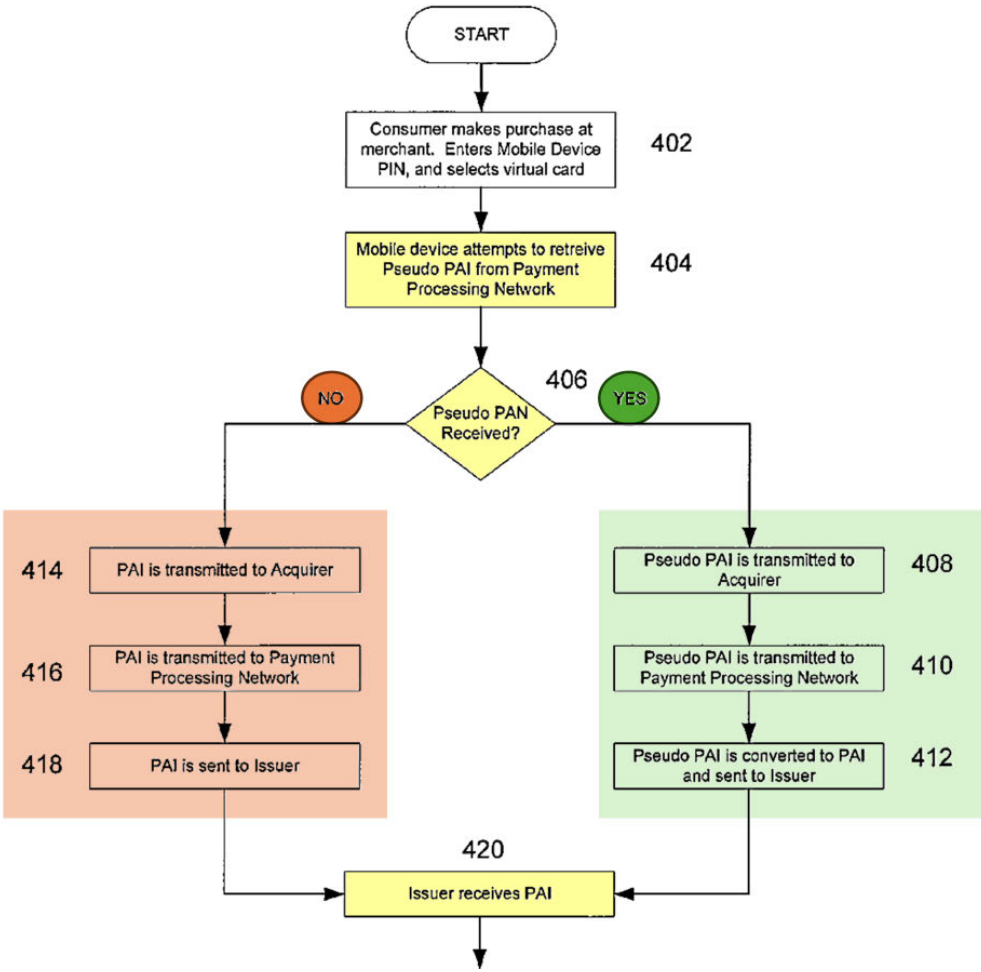 START
Consumer makes purchase at
merchant. Enters Mobile Device
PIN, and selects virtual card
402
Mobile device attempts to retreive
Pseudo PAI from Payment
Processing Network
404
406
NO
YES
Pseudo PAN
Received?
414
PAI is transmitted to Acquirer
Pseudo PAI is transmitted to
Acquirer
408
416
PAI is transmitted to Payment
Processing Network
Pseudo PAI is transmitted to
Payment Processing Network
410
418
PAI is sent to Issuer
Pseudo PAI is converted to PAI
and sent to Issuer
412
420
Issuer receives PAI